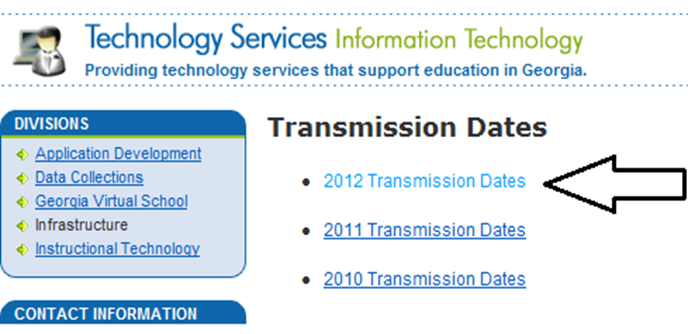 Technology Services Information Technology
Providing technology services that support education in Georgia.
DIVISIONS
Application Development
Data Collections
Georgia Virtual School
Infrastructure
Instructional Technology
CONTACT INFORMATION
Transmission Dates
2012 Transmission Dates
2011 Transmission Dates
2010 Transmission Dates